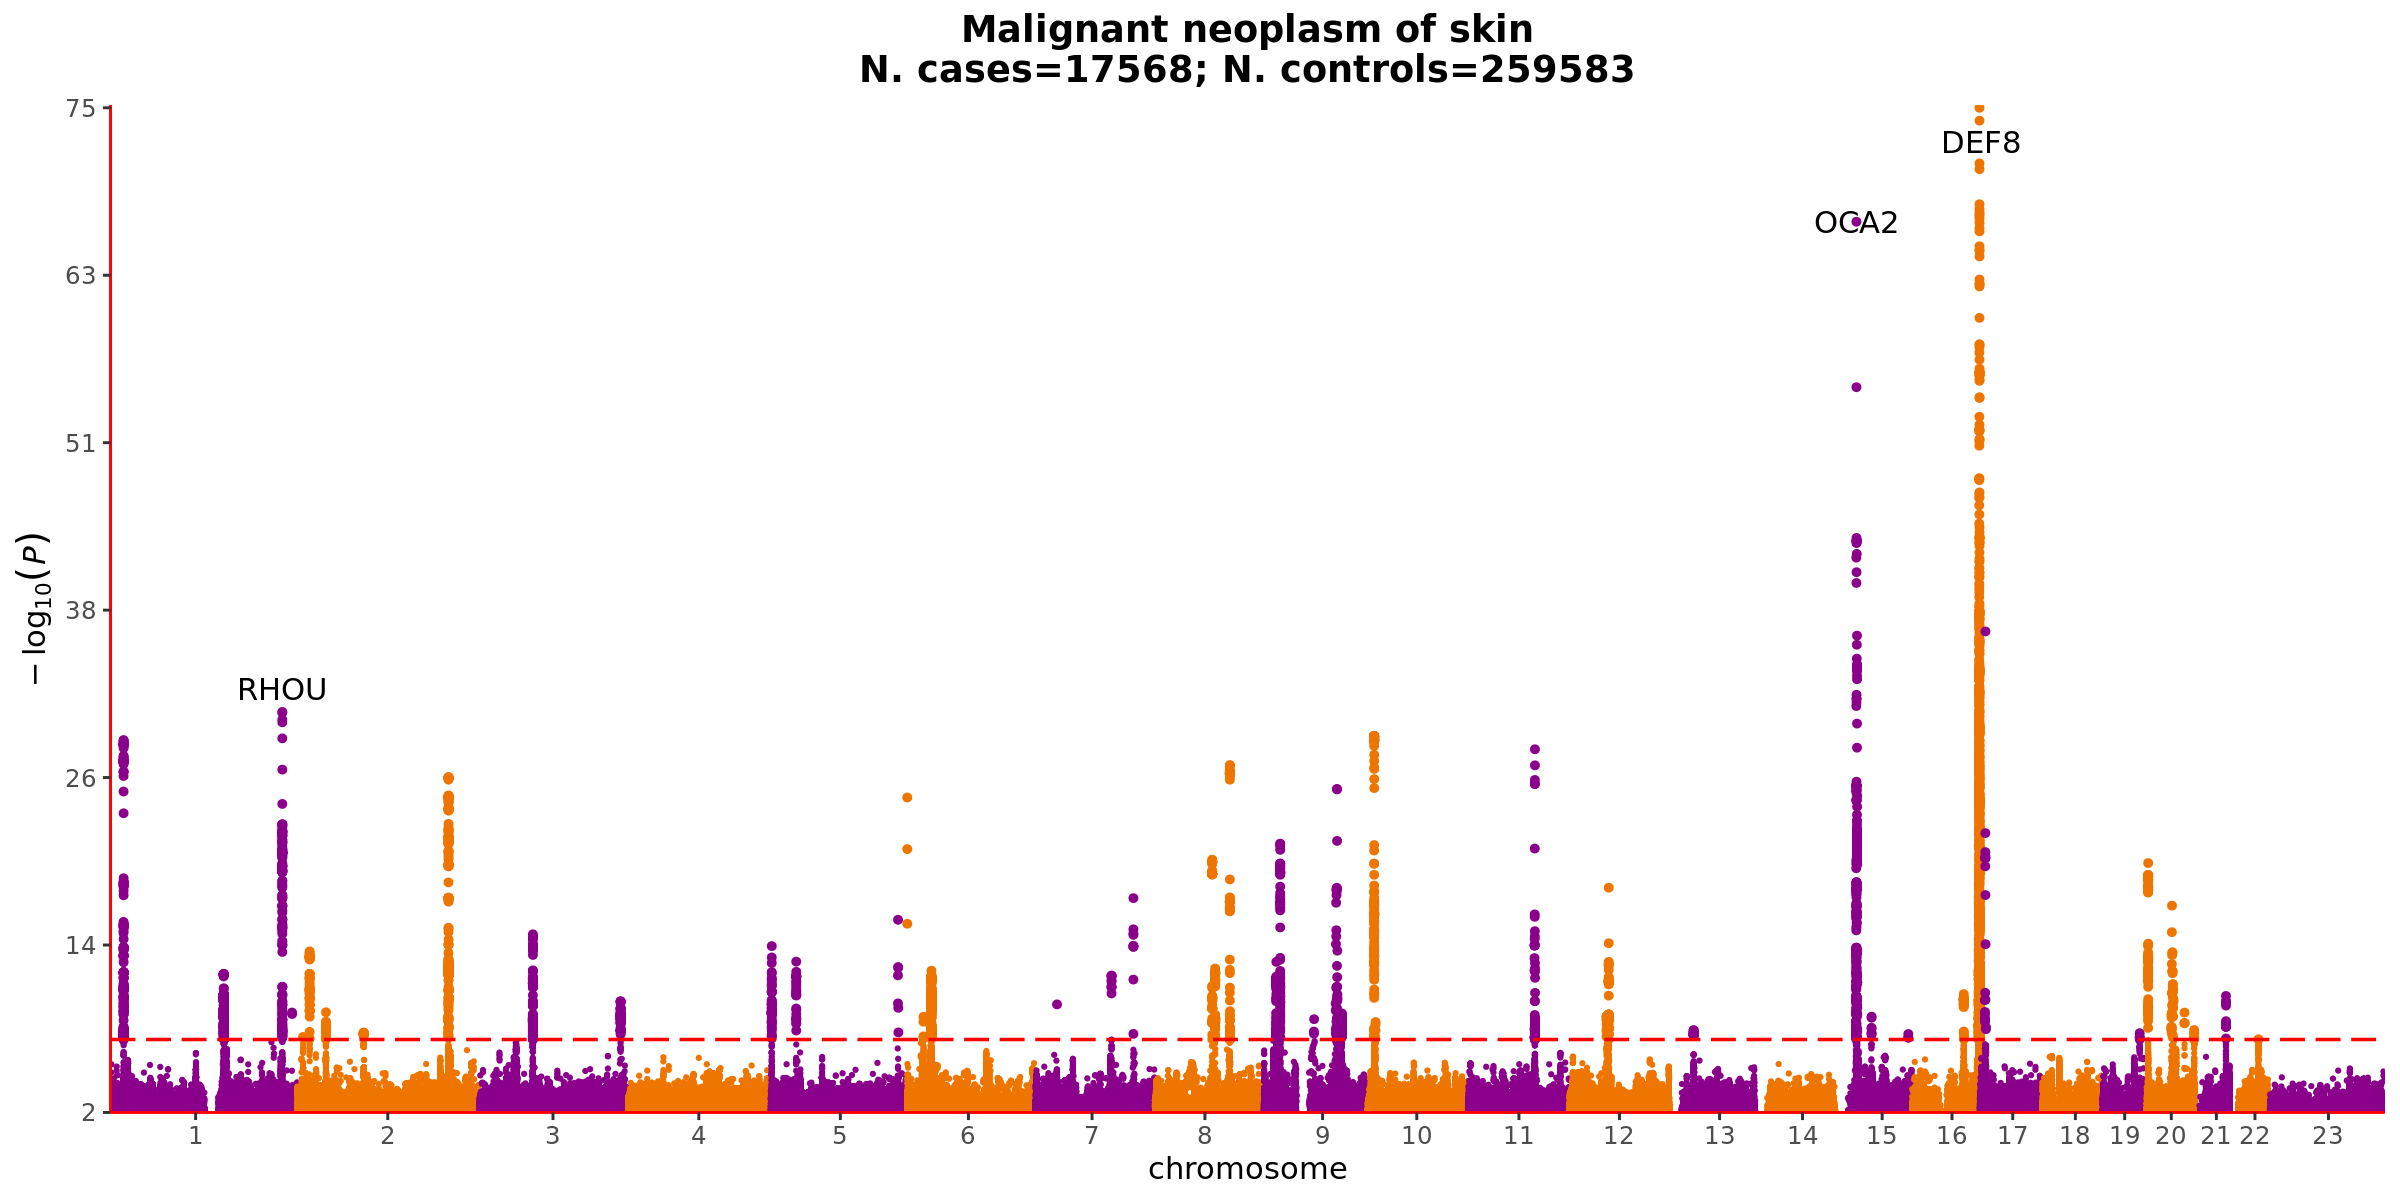 Malignant neoplasm of skin
N. cases=17568; N. controls=259583
75
63
51
38
26
14
2
−log10(P)
DEF8
OCA2
RHOU
1 2 3 4 5 6 7 8 9 10 11 12 13 14 15 16 17 18 19 20 21 22 23
chromosome